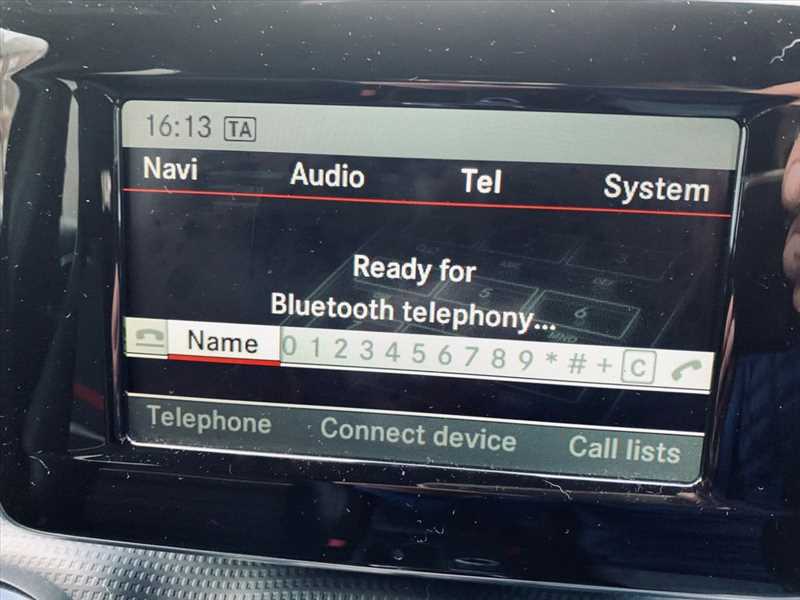 16:13 TA
Navi Audio Tel System
Ready for
Bluetooth telephony...
Name 0 1 2 3 4 5 6 7 8 9 * # + C
Telephone Connect device Call lists